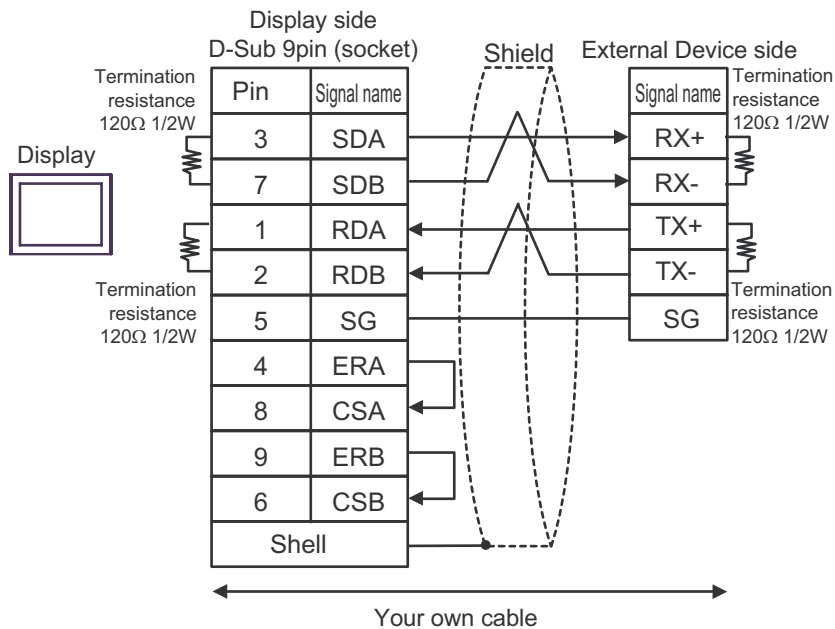 Display side
D-Sub 9pin (socket)
Shield
External Device side
Termination
resistance
120Ω 1/2W
Pin
Signal name
Signal name
Termination
resistance
120Ω 1/2W
Display
3
SDA
RX+
7
SDB
RX-
1
RDA
TX+
2
RDB
TX-
Termination
resistance
120Ω 1/2W
5
SG
SG
Termination
resistance
120Ω 1/2W
4
ERA
8
CSA
9
ERB
6
CSB
Shell
Your own cable